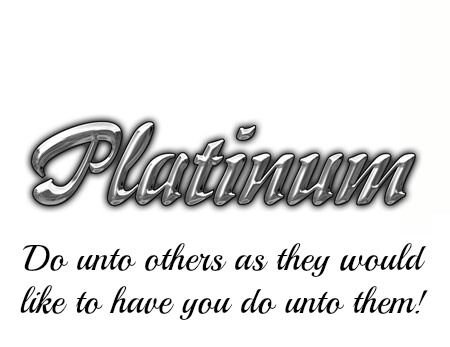 Platinum
Do unto others as they would
like to have you do unto them!